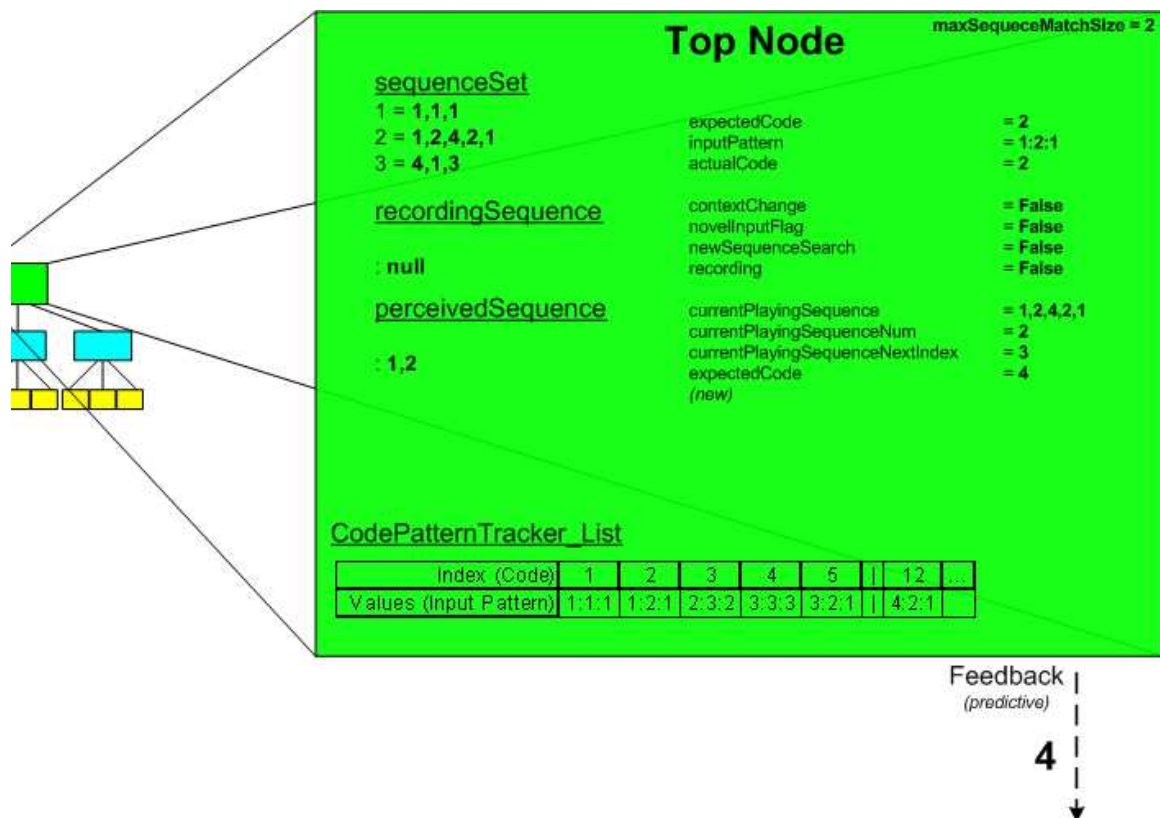 maxSequeceMatchSize = 2
Top Node
sequenceSet
1 = 1,1,1
2 = 1,2,4,2,1
3 = 4,1,3
expectedCode = 2
inputPattern = 1:2:1
actualCode = 2
recordingSequence
: null
contextChange = False
novelInputFlag = False
newSequenceSearch = False
recording = False
perceivedSequence
: 1,2
currentPlayingSequence = 1,2,4,2,1
currentPlayingSequenceNum = 2
currentPlayingSequenceNextIndex = 3
expectedCode = 4
(new)
CodePatternTracker_List
Index (Code) 1 2 3 4 5 | 12 ...
Values (Input Pattern) 1:1:1 1:2:1 2:3:2 3:3:3 3:2:1 | 4:2:1
Feedback
(predictive)
4